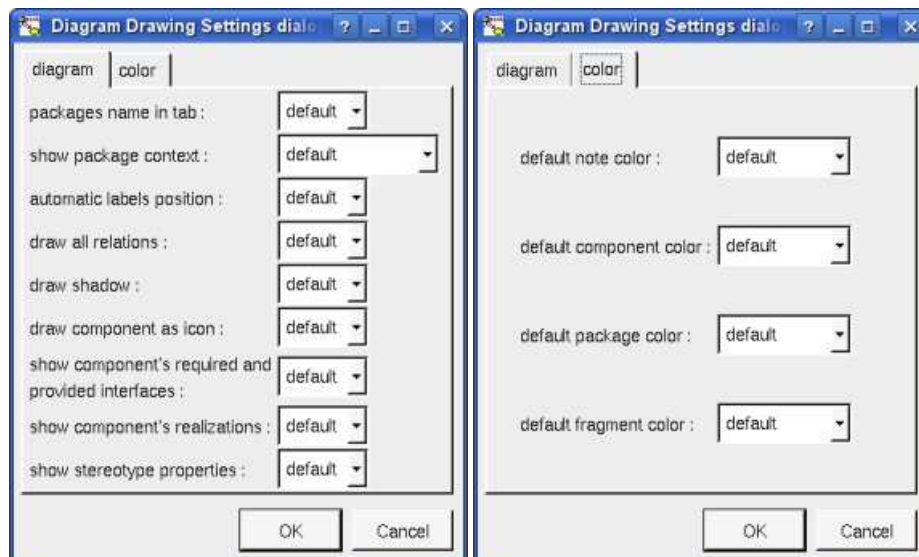 Diagram Drawing Settings dialo
diagram
color
packages name in tab :
default
show package context :
default
automatic labels position :
default
draw all relations :
default
draw shadow :
default
draw component as icon :
default
show component's required and
provided interfaces :
default
show component's realizations :
default
show stereotype properties :
default
OK
Cancel
Diagram Drawing Settings dialo
diagram
color
default note color :
default
default component color :
default
default package color :
default
default fragment color :
default
OK
Cancel